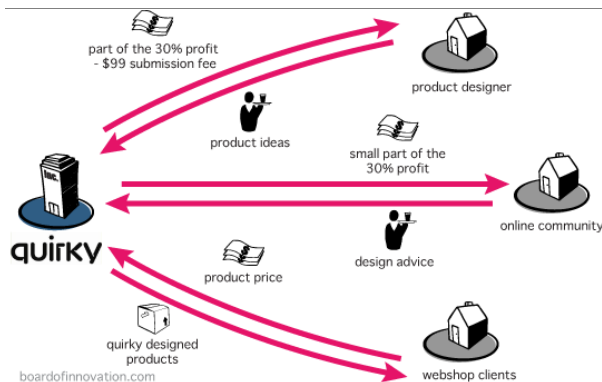 part of the 30% profit
- $99 submission fee
product designer
product ideas
small part of the
30% profit
Inc.
online community
quirky
design advice
product price
quirky designed
products
webshop clients
boardofinnovation.com